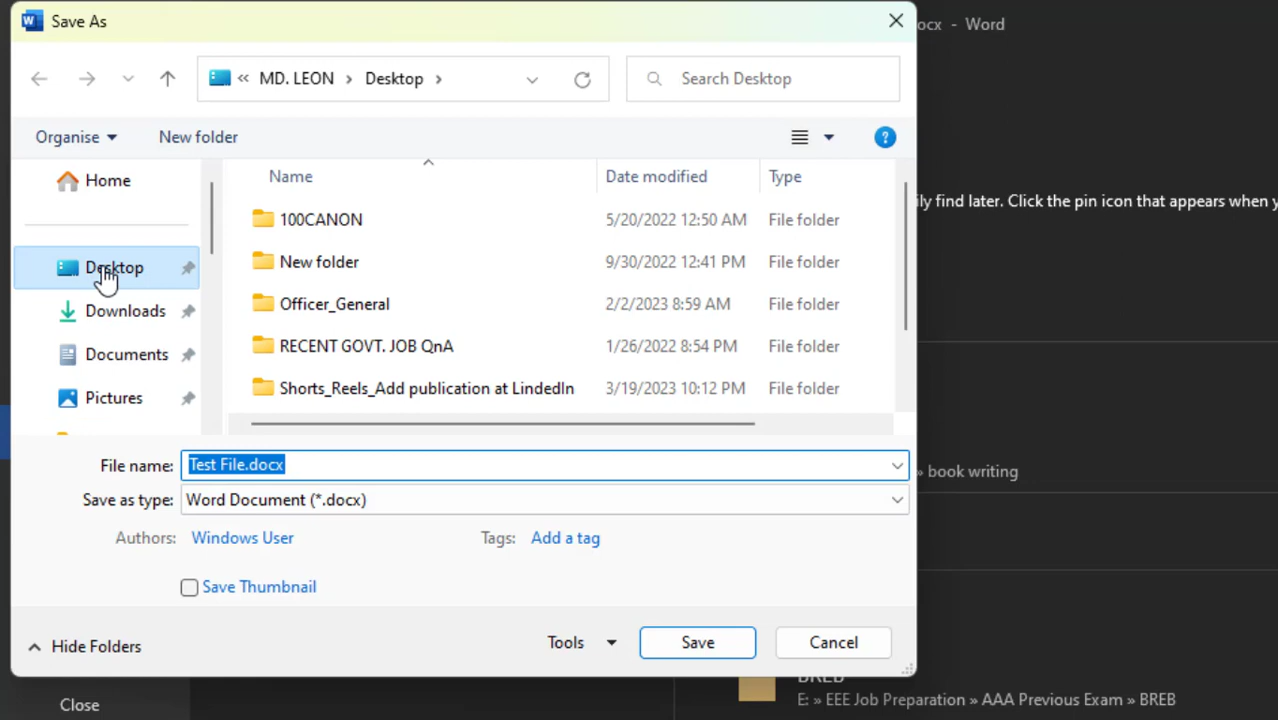 Save As
ocx - Word
« MD. LEON > Desktop >
Search Desktop
Organise
New folder
Home
Desktop
Downloads
Documents
Pictures
Name
Date modified
Type
100CANON
5/20/2022 12:50 AM
File folder
New folder
9/30/2022 12:41 PM
File folder
Officer_General
2/2/2023 8:59 AM
File folder
RECENT GOVT. JOB QnA
1/26/2022 8:54 PM
File folder
Shorts_Reels_Add publication at LindedIn
3/19/2023 10:12 PM
File folder
ily find later. Click the pin icon that appears when y
File name: Test File.docx
Save as type: Word Document (*.docx)
Authors: Windows User
Tags: Add a tag
» book writing
Save Thumbnail
Hide Folders
Tools
Save
Cancel
BREB
E: » EEE Job Preparation » AAA Previous Exam » BREB
Close